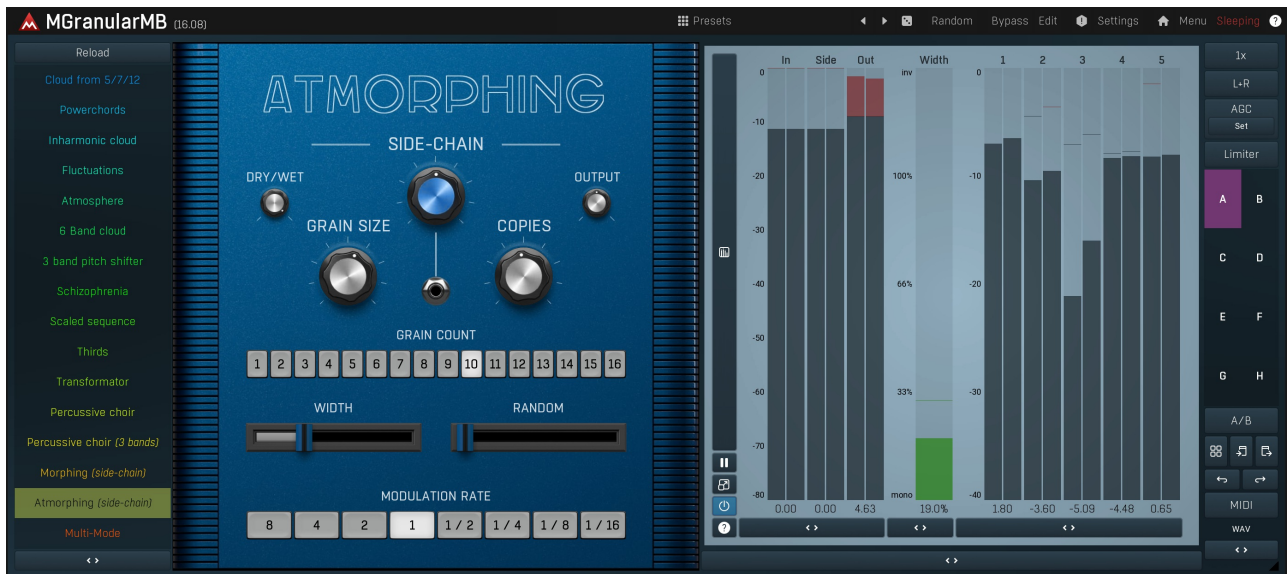 MGranularMB (16.08)
Presets
Random
Bypass
Edit
Settings
Menu
Sleeping
?
Reload
Cloud from 5/7/12
Powerchords
Inharmonic cloud
Fluctuations
Atmosphere
6 Band cloud
3 band pitch shifter
Schizophrenia
Scaled sequence
Thirds
Transformator
Percussive choir
Percussive choir (3 bands)
Morphing (side-chain)
Atmorphing (side-chain)
Multi-Mode
ATMORPHING
SIDE-CHAIN
DRY/WET
OUTPUT
GRAIN SIZE
COPIES
GRAIN COUNT
1 2 3 4 5 6 7 8 9 10 11 12 13 14 15 16
WIDTH
RANDOM
MODULATION RATE
8 4 2 1 1/2 1/4 1/8 1/16
In Side Out
0
-10
-20
-30
-40
-50
-60
-70
-80
0.00 0.00 4.63
Width
inv
100%
66%
33%
mono
19.0%
1 2 3 4 5
0
-10
-20
-30
-40
1.80 -3.60 -5.09 -4.48 0.65
?
1x
L+R
AGC
Set
Limiter
A B
C D
E F
G H
A/B
MIDI
WAV